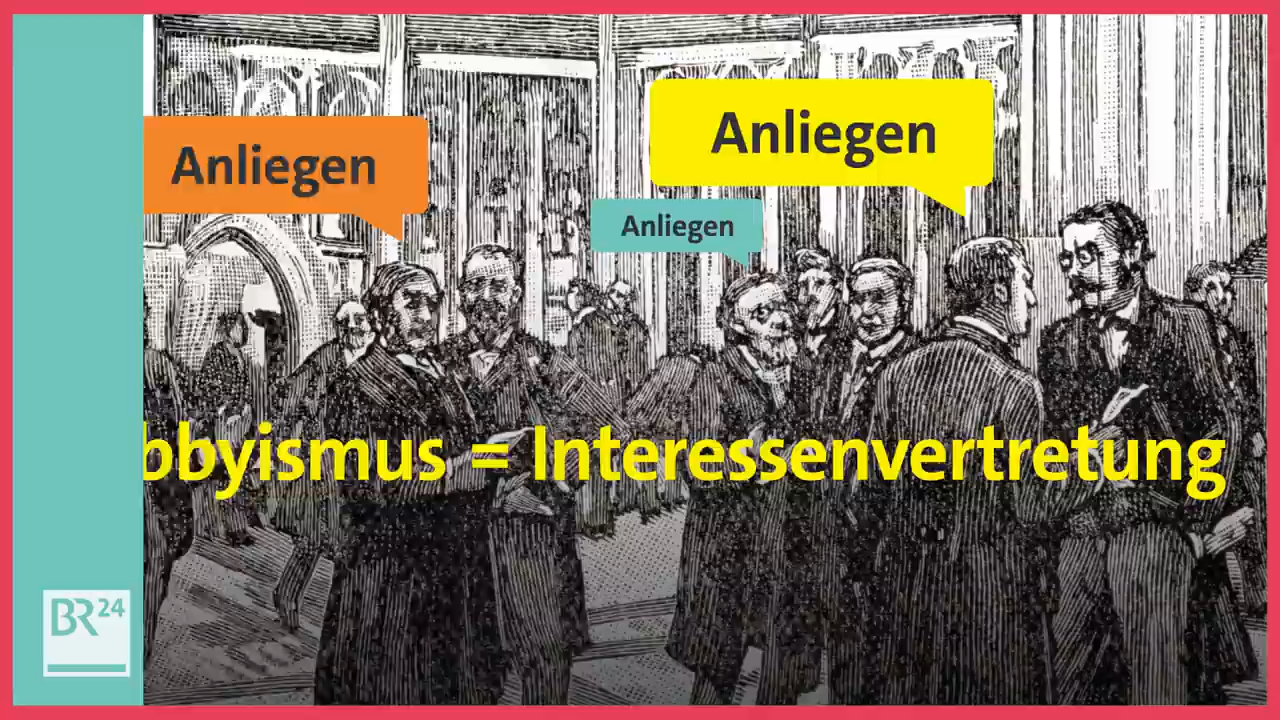 Anliegen
Anliegen
Anliegen
bbyismus = Interessenvertretung
BR24